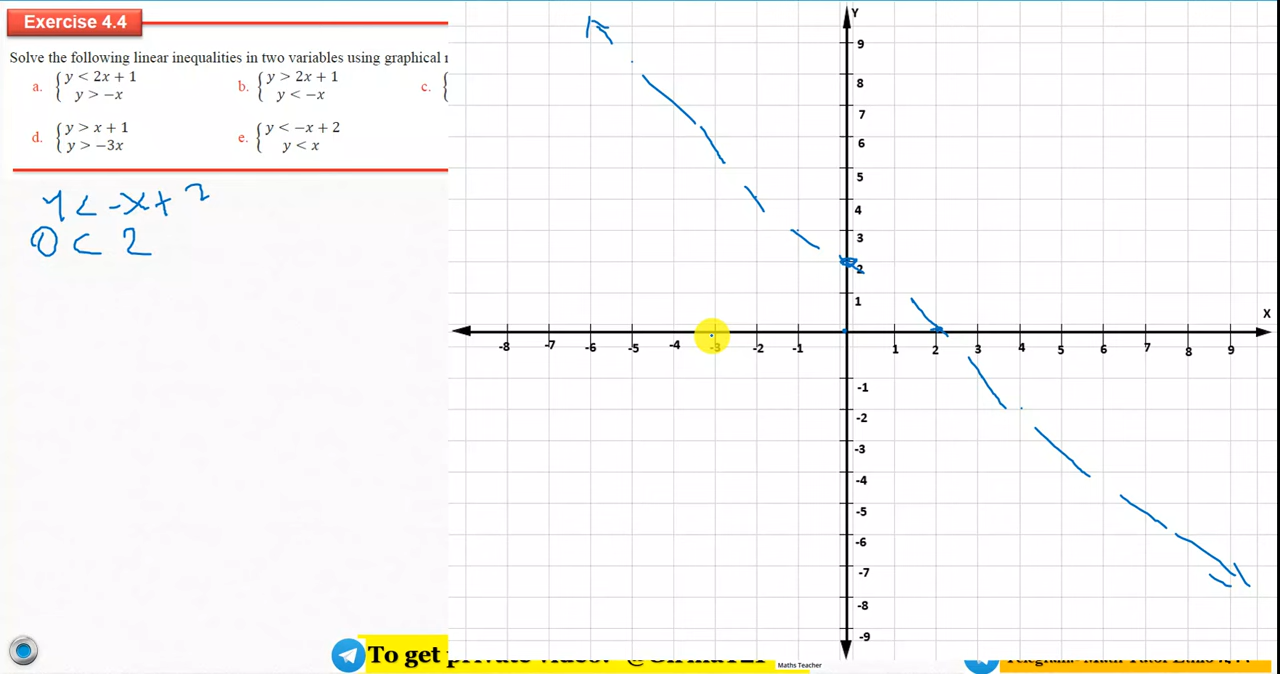 Exercise 4.4
Solve the following linear inequalities in two variables using graphical
a. { y < 2x + 1
y > −x
b. { y > 2x + 1
y < −x
c. {
d. { y > x + 1
y > −3x
e. { y < −x + 2
y < x
y < -x + 2
0 < 2
Y
9
8
7
6
5
4
3
2
1
X
-8 -7 -6 -5 -4 -3 -2 -1 1 2 3 4 5 6 7 8 9
-1
-2
-3
-4
-5
-6
-7
-8
-9
To get
Maths Teacher